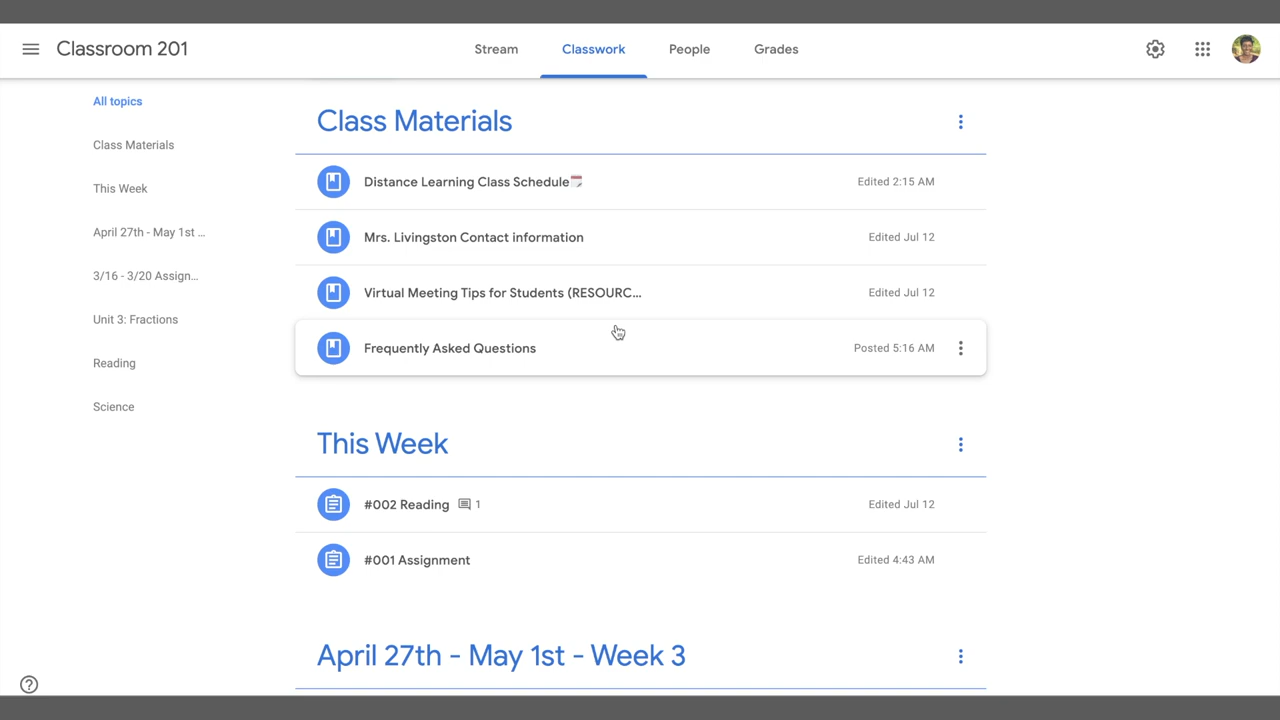 Classroom 201
Stream
Classwork
People
Grades
All topics
Class Materials
This Week
April 27th - May 1st ...
3/16 - 3/20 Assign...
Unit 3: Fractions
Reading
Science
Class Materials
Distance Learning Class Schedule
Edited 2:15 AM
Mrs. Livingston Contact information
Edited Jul 12
Virtual Meeting Tips for Students (RESOURC...
Edited Jul 12
Frequently Asked Questions
Posted 5:16 AM
This Week
#002 Reading 1
Edited Jul 12
#001 Assignment
Edited 4:43 AM
April 27th - May 1st - Week 3